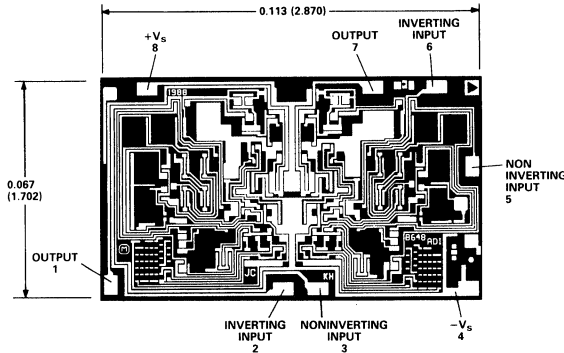 0.113 (2.870)
+VS
8
OUTPUT
7
INVERTING
INPUT
6
1988
0.067
(1.702)
NON
INVERTING
INPUT
5
M
8648 ADI
OUTPUT
1
JC
KH
INVERTING
INPUT
2
NONINVERTING
INPUT
3
–VS
4